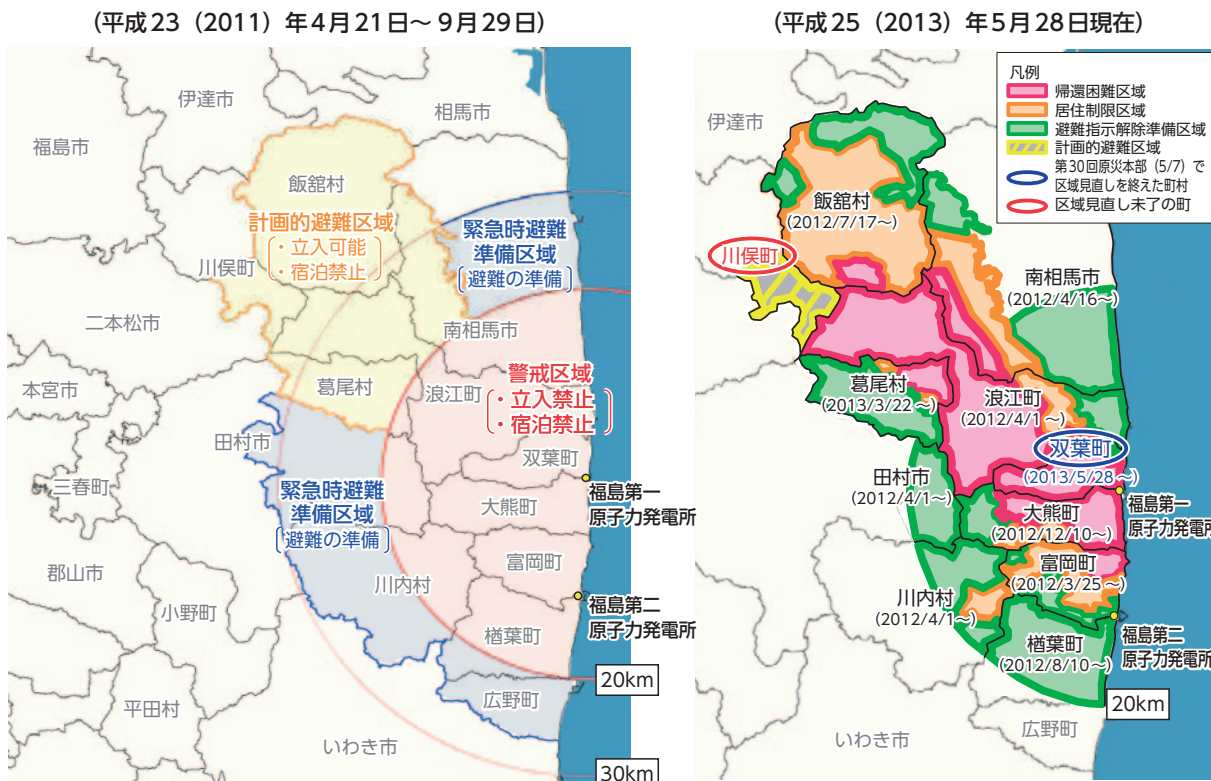 (平成23（2011）年4月21日～9月29日)
伊達市
相馬市
福島市
飯舘村
計画的避難区域
・立入可能
・宿泊禁止
緊急時避難
準備区域
避難の準備
川俣町
二本松市
南相馬市
本宮市
葛尾村
浪江町
警戒区域
・立入禁止
・宿泊禁止
田村市
双葉町
三春町
緊急時避難
準備区域
避難の準備
大熊町
福島第一
原子力発電所
郡山市
富岡町
川内村
小野町
福島第二
原子力発電所
楢葉町
20km
広野町
平田村
いわき市
30km
(平成25（2013）年5月28日現在)
凡例
帰還困難区域
居住制限区域
避難指示解除準備区域
計画的避難区域
第30回原災本部（5/7）で
区域見直しを終えた町村
区域見直し未了の町
伊達市
飯舘村
(2012/7/17～)
川俣町
南相馬市
(2012/4/16～)
葛尾村
(2013/3/22～)
浪江町
(2012/4/1～)
双葉町
(2013/5/28～)
田村市
(2012/4/1～)
大熊町
(2012/12/10～)
福島第一
原子力発電所
富岡町
(2012/3/25～)
川内村
(2012/4/1～)
福島第二
原子力発電所
楢葉町
(2012/8/10～)
20km
広野町
いわき市